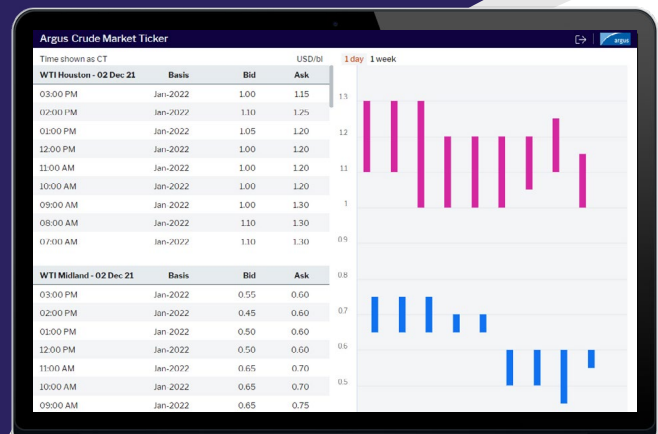 Argus Crude Market Ticker
argus
Time shown as CT USD/bl
WTI Houston - 02 Dec 21 Basis Bid Ask
03:00 PM Jan-2022 1.00 1.15
02:00 PM Jan-2022 1.10 1.25
01:00 PM Jan-2022 1.05 1.20
12:00 PM Jan-2022 1.00 1.20
11:00 AM Jan-2022 1.00 1.20
10:00 AM Jan-2022 1.00 1.20
09:00 AM Jan-2022 1.00 1.30
08:00 AM Jan-2022 1.10 1.30
07:00 AM Jan-2022 1.10 1.30
WTI Midland - 02 Dec 21 Basis Bid Ask
03:00 PM Jan-2022 0.55 0.60
02:00 PM Jan-2022 0.45 0.60
01:00 PM Jan-2022 0.50 0.60
12:00 PM Jan-2022 0.50 0.60
11:00 AM Jan-2022 0.65 0.70
10:00 AM Jan-2022 0.65 0.70
09:00 AM Jan-2022 0.65 0.75
1 day 1 week
1.3
1.2
1.1
1
0.9
0.8
0.7
0.6
0.5